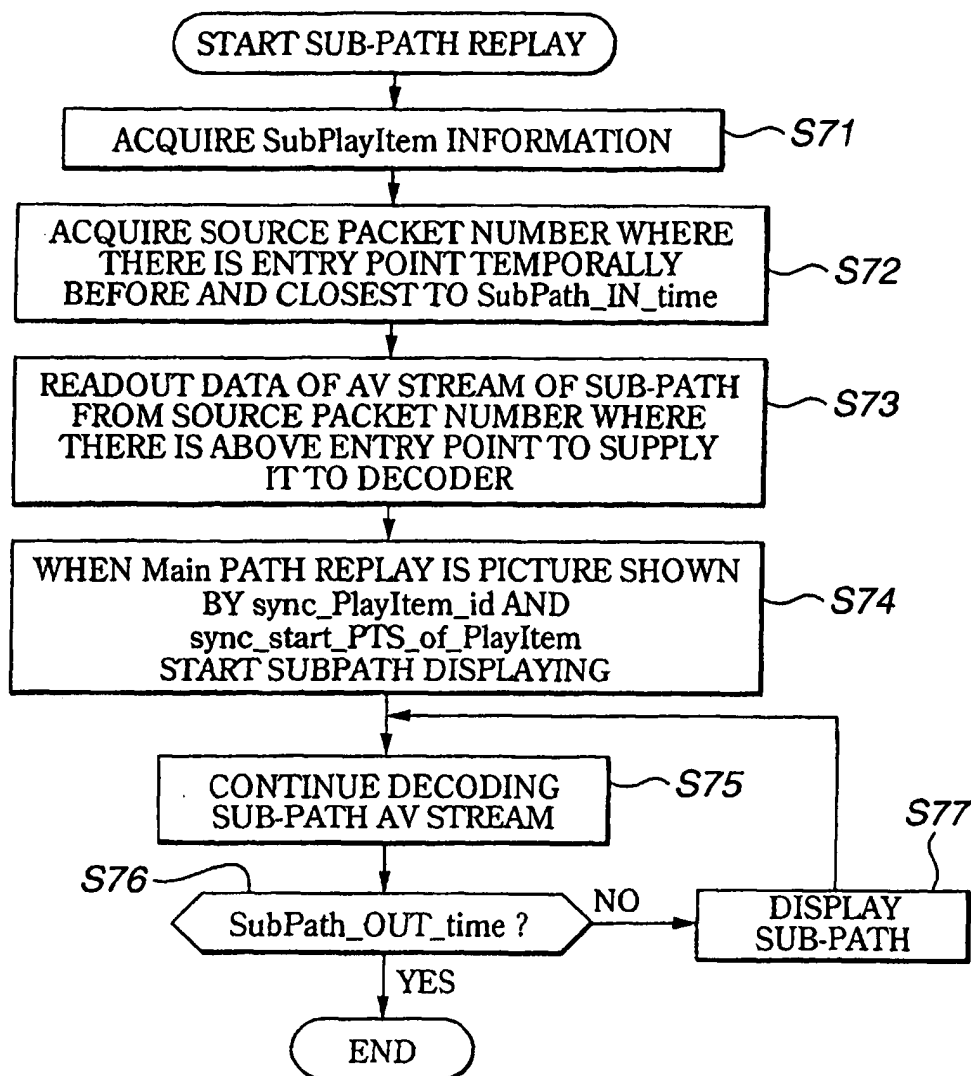 START SUB-PATH REPLAY
ACQUIRE SubPlayItem INFORMATION
S71
ACQUIRE SOURCE PACKET NUMBER WHERE
THERE IS ENTRY POINT TEMPORALLY
BEFORE AND CLOSEST TO SubPath_IN_time
S72
READOUT DATA OF AV STREAM OF SUB-PATH
FROM SOURCE PACKET NUMBER WHERE
THERE IS ABOVE ENTRY POINT TO SUPPLY
IT TO DECODER
S73
WHEN Main PATH REPLAY IS PICTURE SHOWN
BY sync_PlayItem_id AND
sync_start_PTS_of_PlayItem
START SUBPATH DISPLAYING
S74
CONTINUE DECODING
SUB-PATH AV STREAM
S75
S76
SubPath_OUT_time ?
NO
S77
DISPLAY
SUB-PATH
YES
END